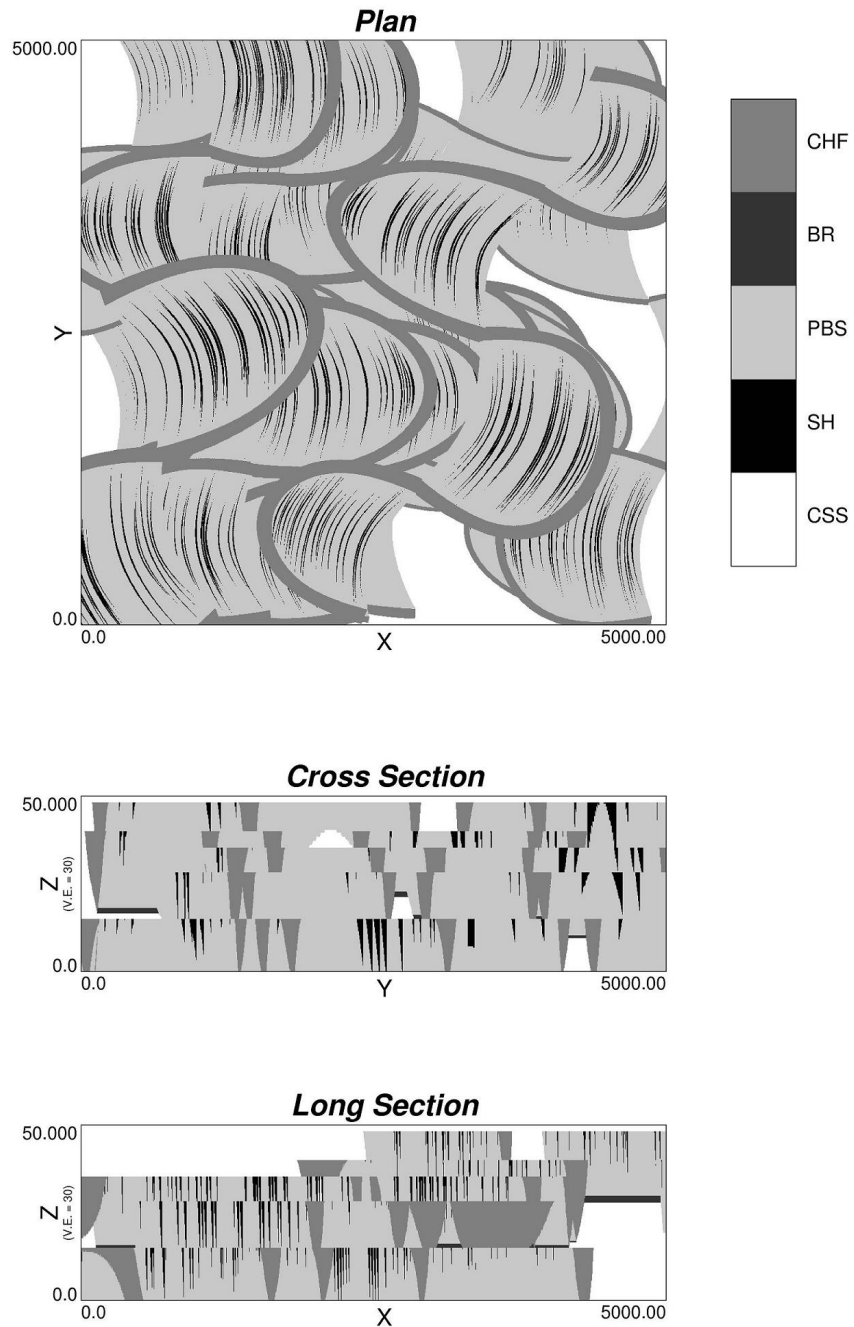 Plan
5000.00
Y
0.0
0.0
X
5000.00
CHF
BR
PBS
SH
CSS
Cross Section
50.000
Z
(V.E. = 30)
0.0
0.0
Y
5000.00
Long Section
50.000
Z
(V.E. = 30)
0.0
0.0
X
5000.00